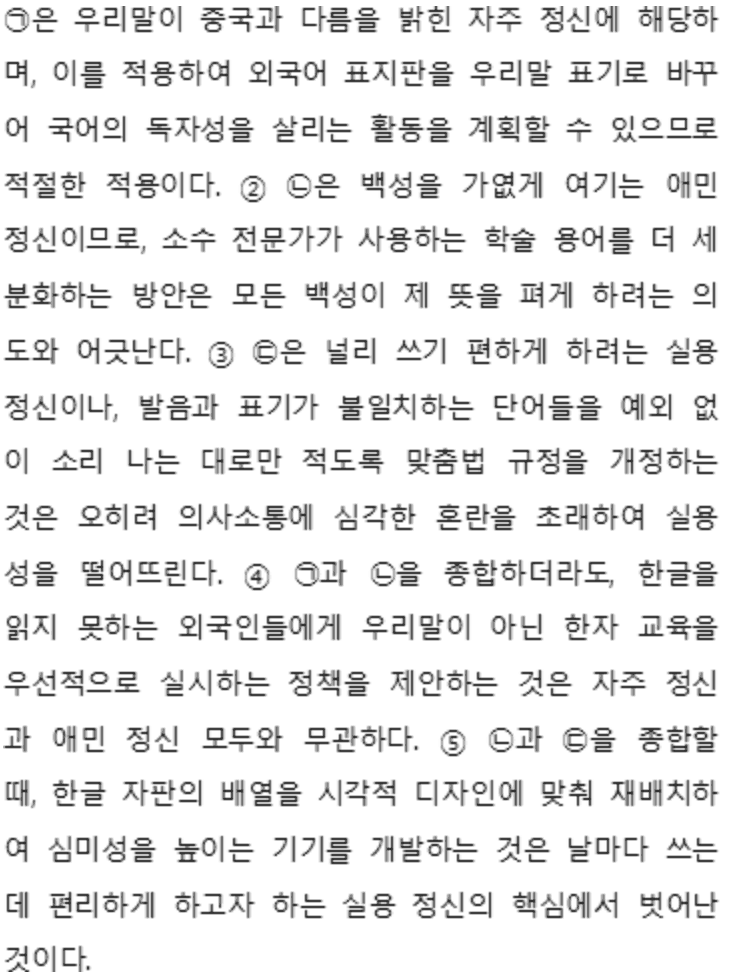 ㉠은 우리말이 중국과 다름을 밝힌 자주 정신에 해당하
며, 이를 적용하여 외국어 표지판을 우리말 표기로 바꾸
어 국어의 독자성을 살리는 활동을 계획할 수 있으므로
적절한 적용이다. ② ㉡은 백성을 가엾게 여기는 애민
정신이므로, 소수 전문가가 사용하는 학술 용어를 더 세
분화하는 방안은 모든 백성이 제 뜻을 펴게 하려는 의
도와 어긋난다. ③ ㉢은 널리 쓰기 편하게 하려는 실용
정신이나, 발음과 표기가 불일치하는 단어들을 예외 없
이 소리 나는 대로만 적도록 맞춤법 규정을 개정하는
것은 오히려 의사소통에 심각한 혼란을 초래하여 실용
성을 떨어뜨린다. ④ ㉠과 ㉡을 종합하더라도, 한글을
읽지 못하는 외국인들에게 우리말이 아닌 한자 교육을
우선적으로 실시하는 정책을 제안하는 것은 자주 정신
과 애민 정신 모두와 무관하다. ⑤ ㉡과 ㉢을 종합할
때, 한글 자판의 배열을 시각적 디자인에 맞춰 재배치하
여 심미성을 높이는 기기를 개발하는 것은 날마다 쓰는
데 편리하게 하고자 하는 실용 정신의 핵심에서 벗어난
것이다.